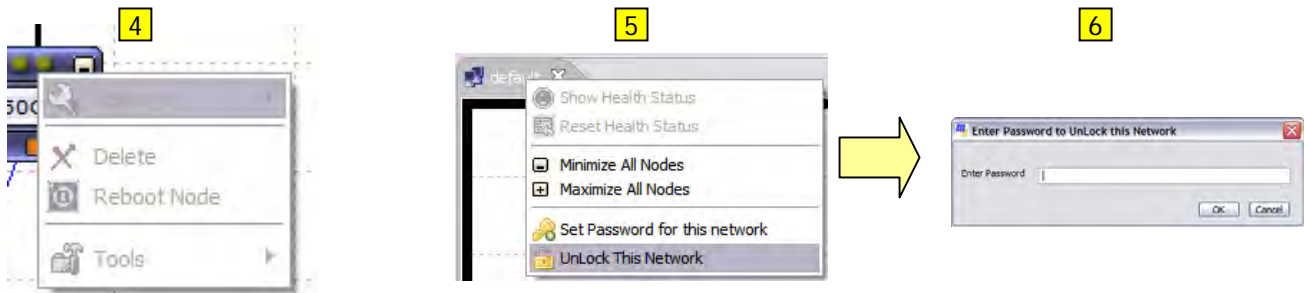 4
500
Delete
Reboot Node
Tools
5
default
Show Health Status
Reset Health Status
Minimize All Nodes
Maximize All Nodes
Set Password for this network
UnLock This Network
6
Enter Password to UnLock this Network
Enter Password
OK Cancel